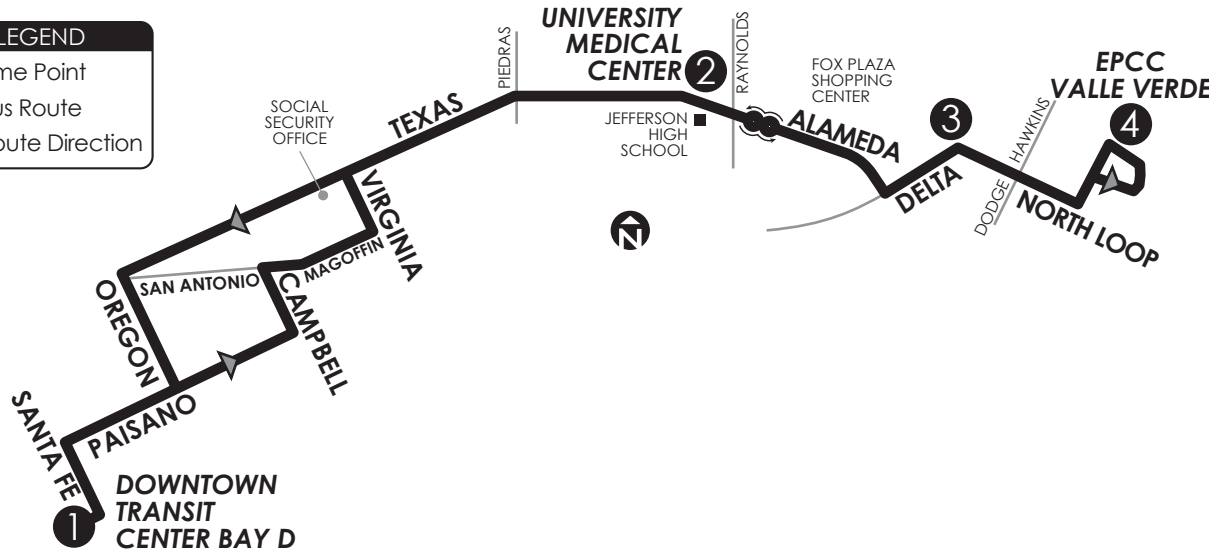 LEGEND
me Point
us Route
oute Direction
UNIVERSITY
MEDICAL
CENTER
2
PIEDRAS
RAYNOLDS
FOX PLAZA
SHOPPING
CENTER
EPCC
VALLE VERDE
4
3
HAWKINS
DODGE
SOCIAL
SECURITY
OFFICE
TEXAS
JEFFERSON
HIGH
SCHOOL
ALAMEDA
DELTA
NORTH LOOP
N
VIRGINIA
MAGOFFIN
SAN ANTONIO
CAMPBELL
OREGON
PAISANO
SANTA FE
1
DOWNTOWN
TRANSIT
CENTER BAY D